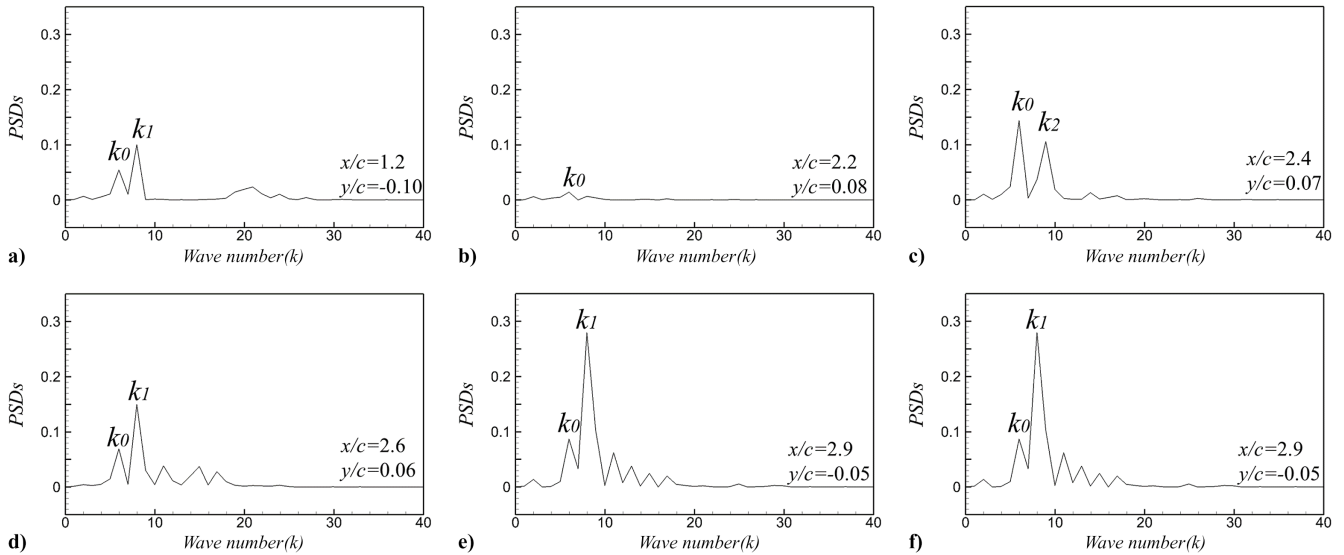 0.3
0.2
0.1
0
PSDs
k0
k1
x/c=1.2
y/c=-0.10
0 10 20 30 40
Wave number(k)
a)
0.3
0.2
0.1
0
PSDs
k0
x/c=2.2
y/c=0.08
0 10 20 30 40
Wave number(k)
b)
0.3
0.2
0.1
0
PSDs
k0
k2
x/c=2.4
y/c=0.07
0 10 20 30 40
Wave number(k)
c)
0.3
0.2
0.1
0
PSDs
k0
k1
x/c=2.6
y/c=0.06
0 10 20 30 40
Wave number(k)
d)
0.3
0.2
0.1
0
PSDs
k1
k0
x/c=2.9
y/c=-0.05
0 10 20 30 40
Wave number(k)
e)
0.3
0.2
0.1
0
PSDs
k1
k0
x/c=2.9
y/c=-0.05
0 10 20 30 40
Wave number(k)
f)